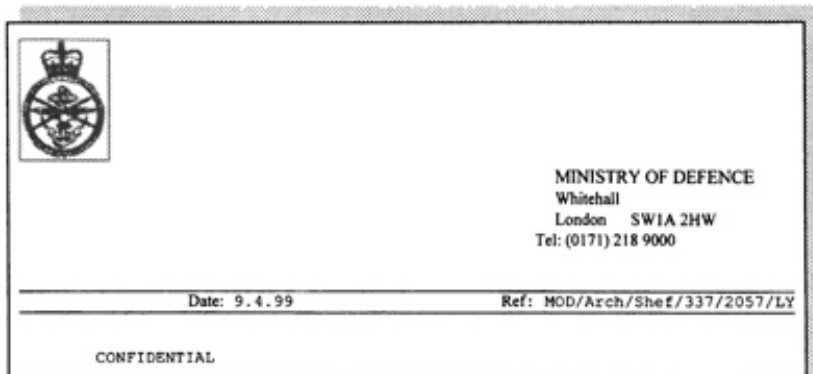 MINISTRY OF DEFENCE
Whitehall
London SW1A 2HW
Tel: (0171) 218 9000
Date: 9.4.99 Ref: MOD/Arch/Shef/337/2057/LY
CONFIDENTIAL